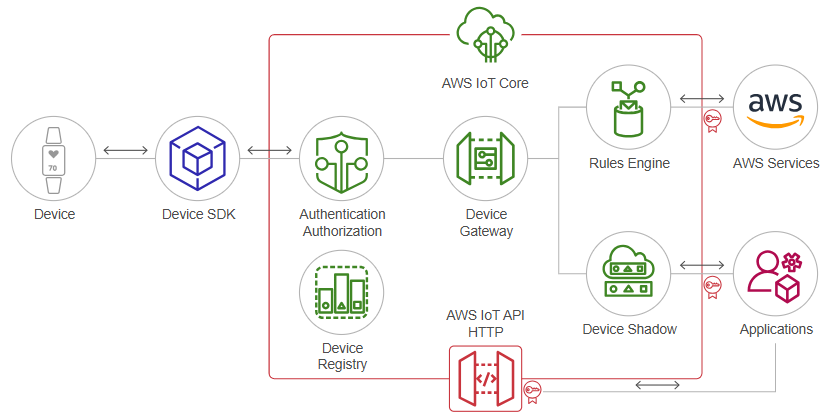 AWS IoT Core
aws
Rules Engine
AWS Services
70
Device
Device SDK
Authentication
Authorization
Device
Gateway
Device
Registry
AWS IoT API
HTTP
</>
Device Shadow
Applications